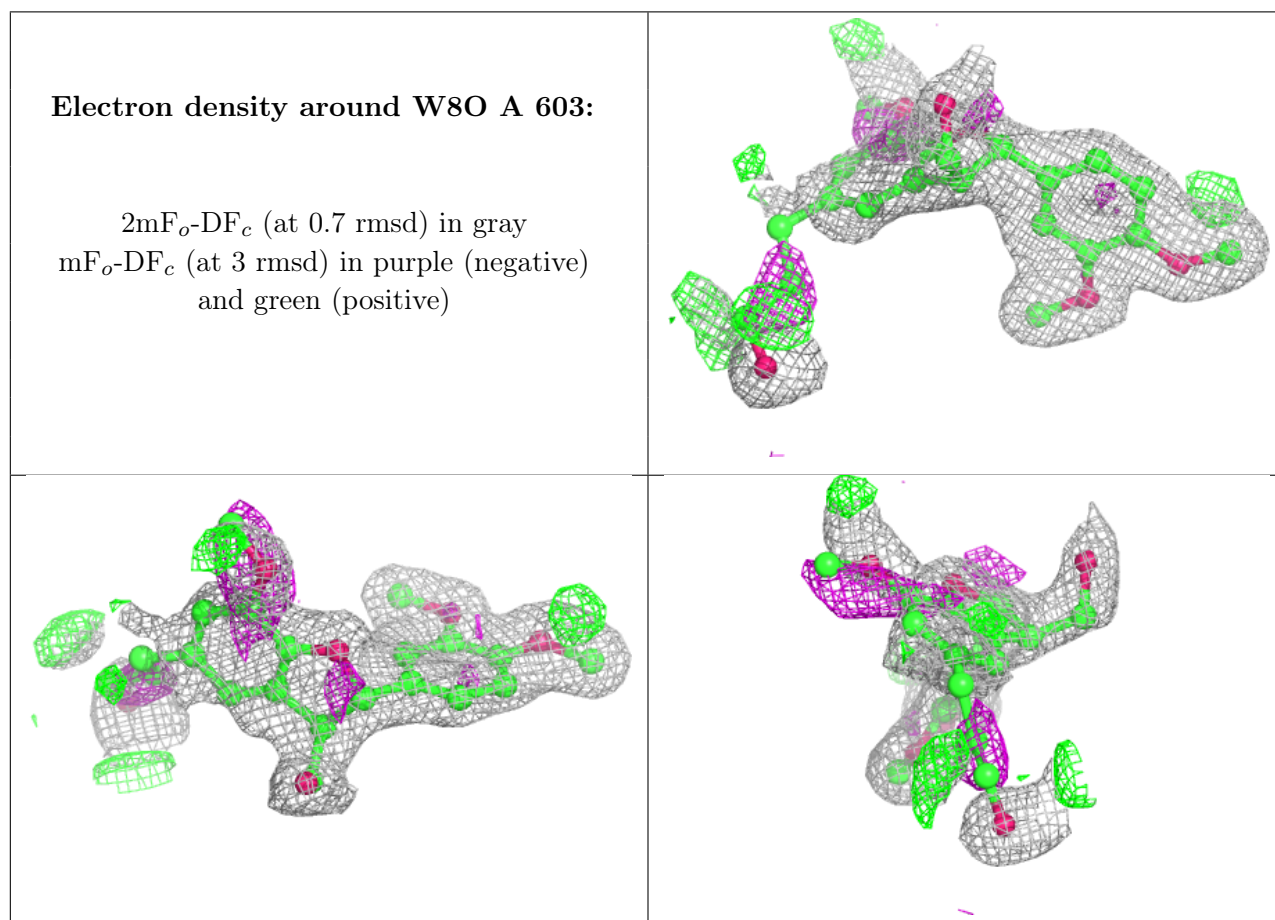 Electron density around W8O A 603:
2mFo-DFc (at 0.7 rmsd) in gray
mFo-DFc (at 3 rmsd) in purple (negative)
and green (positive)